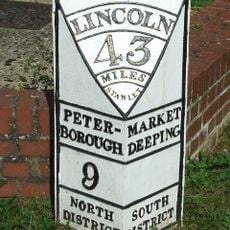 LINCOLN
43
MILES
STANLEY
PETER-
BOROUGH
9
MARKET
DEEPING
NORTH
DISTRICT
SOUTH
DISTRICT